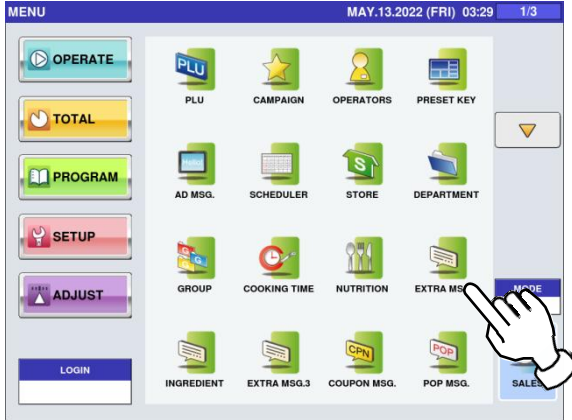 MENU MAY.13.2022 (FRI) 03:29 1/3
OPERATE
TOTAL
PROGRAM
SETUP
ADJUST
LOGIN
PLU
PLU CAMPAIGN OPERATORS PRESET KEY
Hello!
S
AD MSG. SCHEDULER STORE DEPARTMENT
G
G
GROUP COOKING TIME NUTRITION EXTRA
CPN POP
INGREDIENT EXTRA MSG.3 COUPON MSG. POP MSG.
MODE
SALES